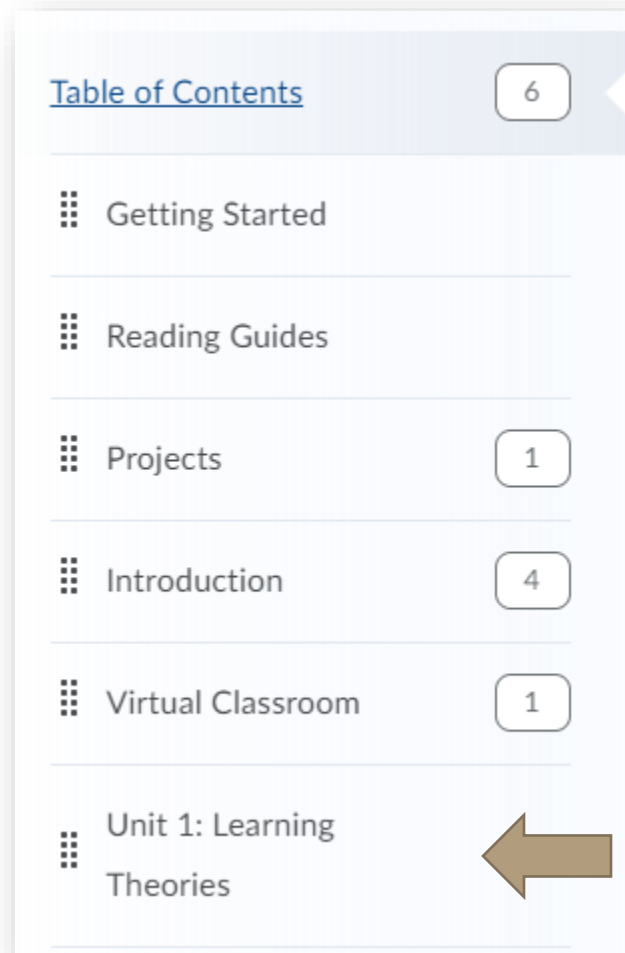 Table of Contents 6
Getting Started
Reading Guides
Projects 1
Introduction 4
Virtual Classroom 1
Unit 1: Learning
Theories